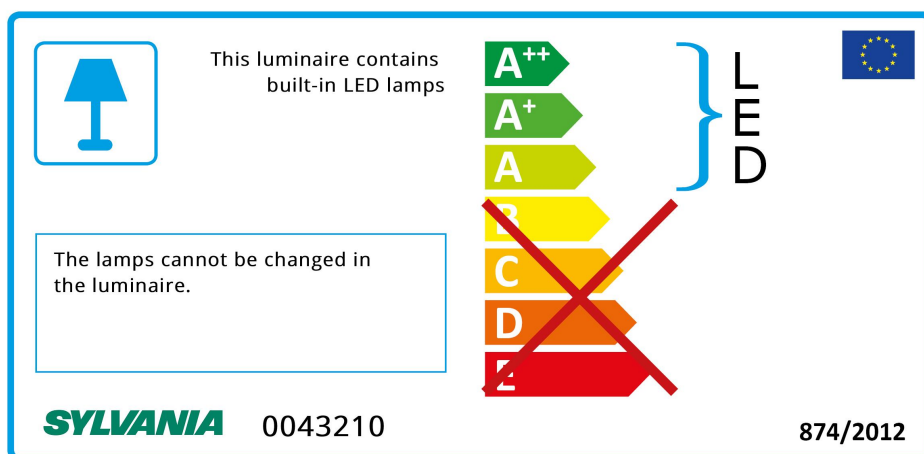 This luminaire contains
built-in LED lamps
A++
A+
A
B
C
D
E
L
E
D
The lamps cannot be changed in
the luminaire.
SYLVANIA 0043210
874/2012